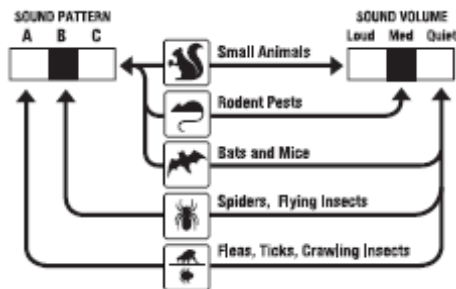 SOUND PATTERN
A B C
SOUND VOLUME
Loud Med Quiet
Small Animals
Rodent Pests
Bats and Mice
Spiders, Flying Insects
Fleas, Ticks, Crawling Insects